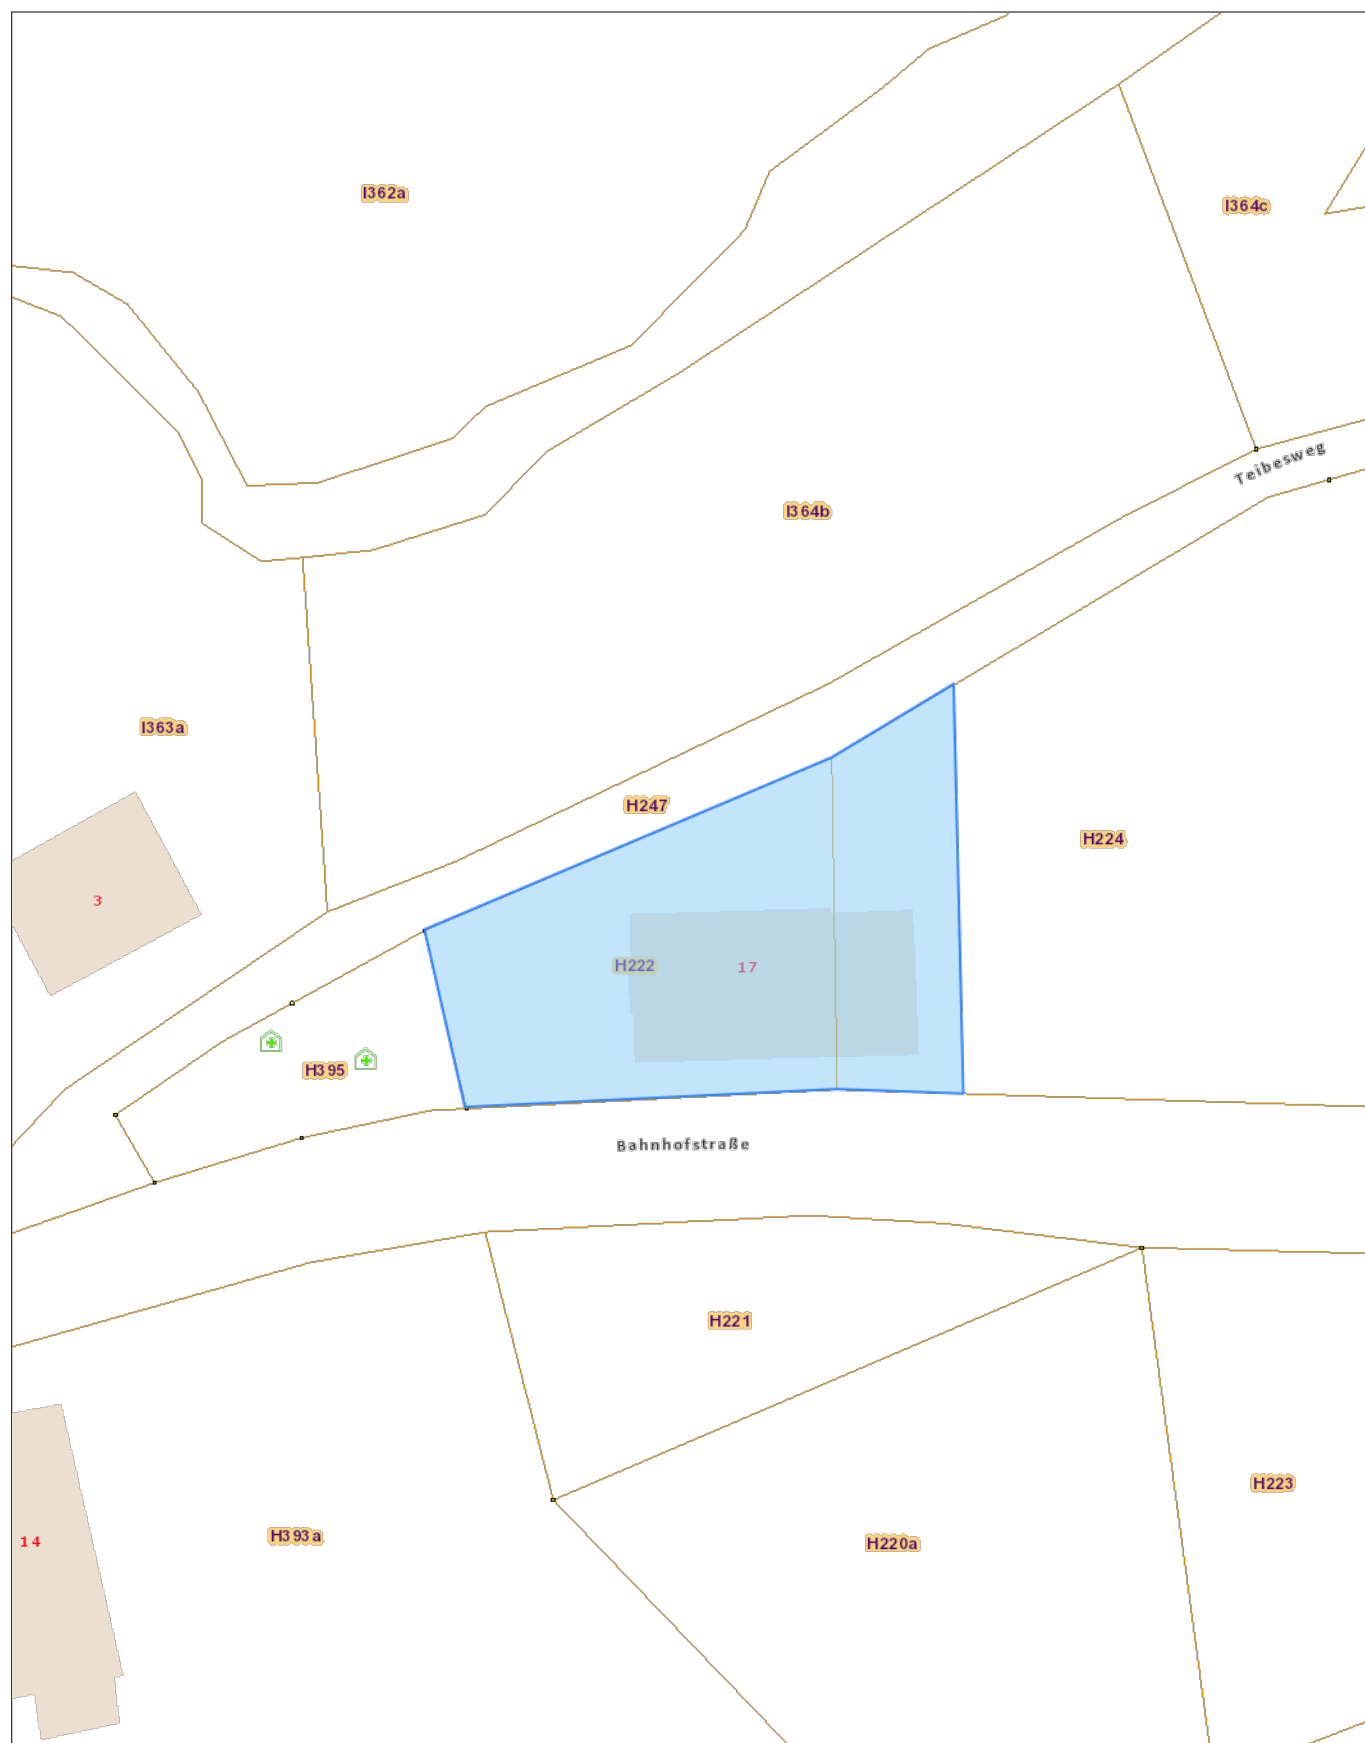 I362a
I364c
Teibesweg
I364b
I363a
H247
H224
3
H222
17
H395
Bahnhofstraße
H221
H223
14
H393a
H220a